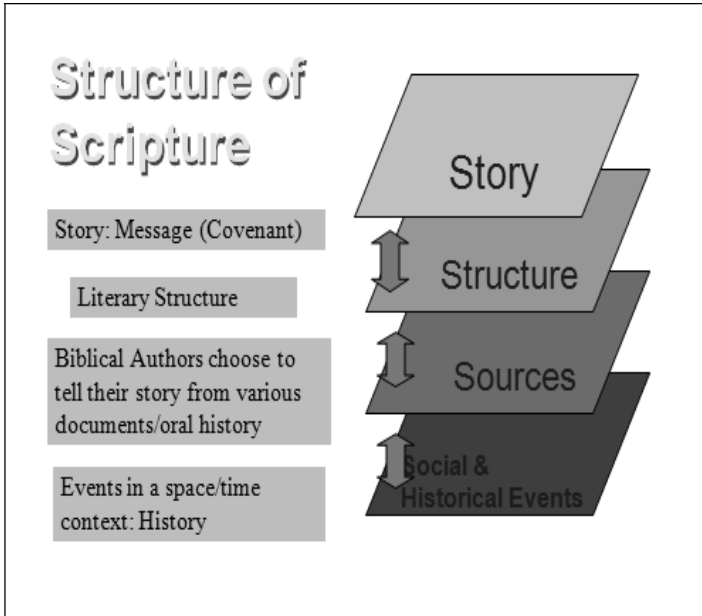 Structure of
Scripture
Story: Message (Covenant)
Literary Structure
Biblical Authors choose to
tell their story from various
documents/oral history
Events in a space/time
context: History
Story
Structure
Sources
Social &
Historical Events